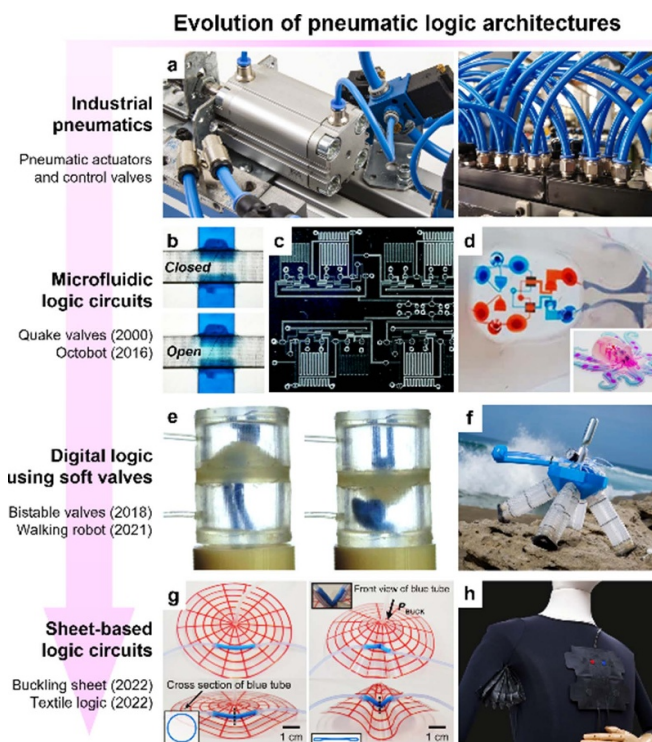 Evolution of pneumatic logic architectures
a
Industrial
pneumatics
Pneumatic actuators
and control valves
b
Closed
Open
c
d
Microfluidic
logic circuits
Quake valves (2000)
Octobot (2016)
e
f
Digital logic
using soft valves
Bistable valves (2018)
Walking robot (2021)
g
Front view of blue tube
P_BUCK
Cross section of blue tube
1 cm
1 cm
h
Sheet-based
logic circuits
Buckling sheet (2022)
Textile logic (2022)